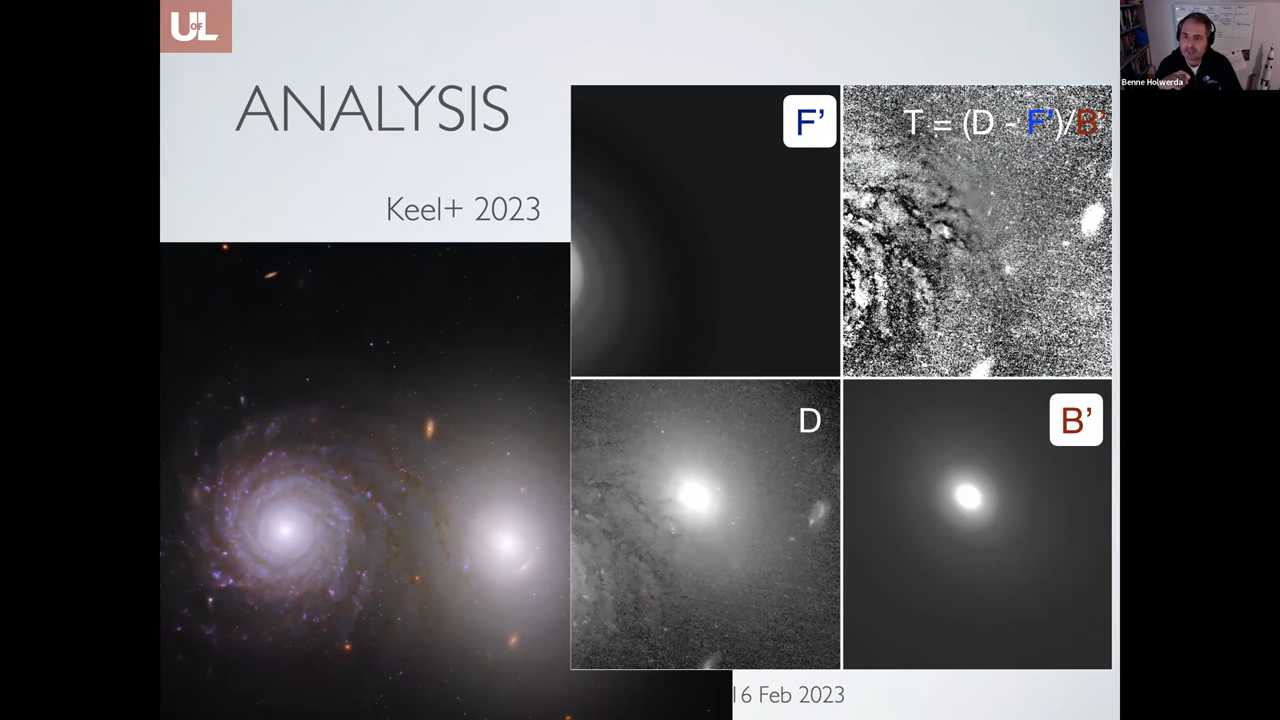 UofL
ANALYSIS
Keel+ 2023
F’
T = (D - F’)/B’
D
B’
16 Feb 2023
Benne Holwerda